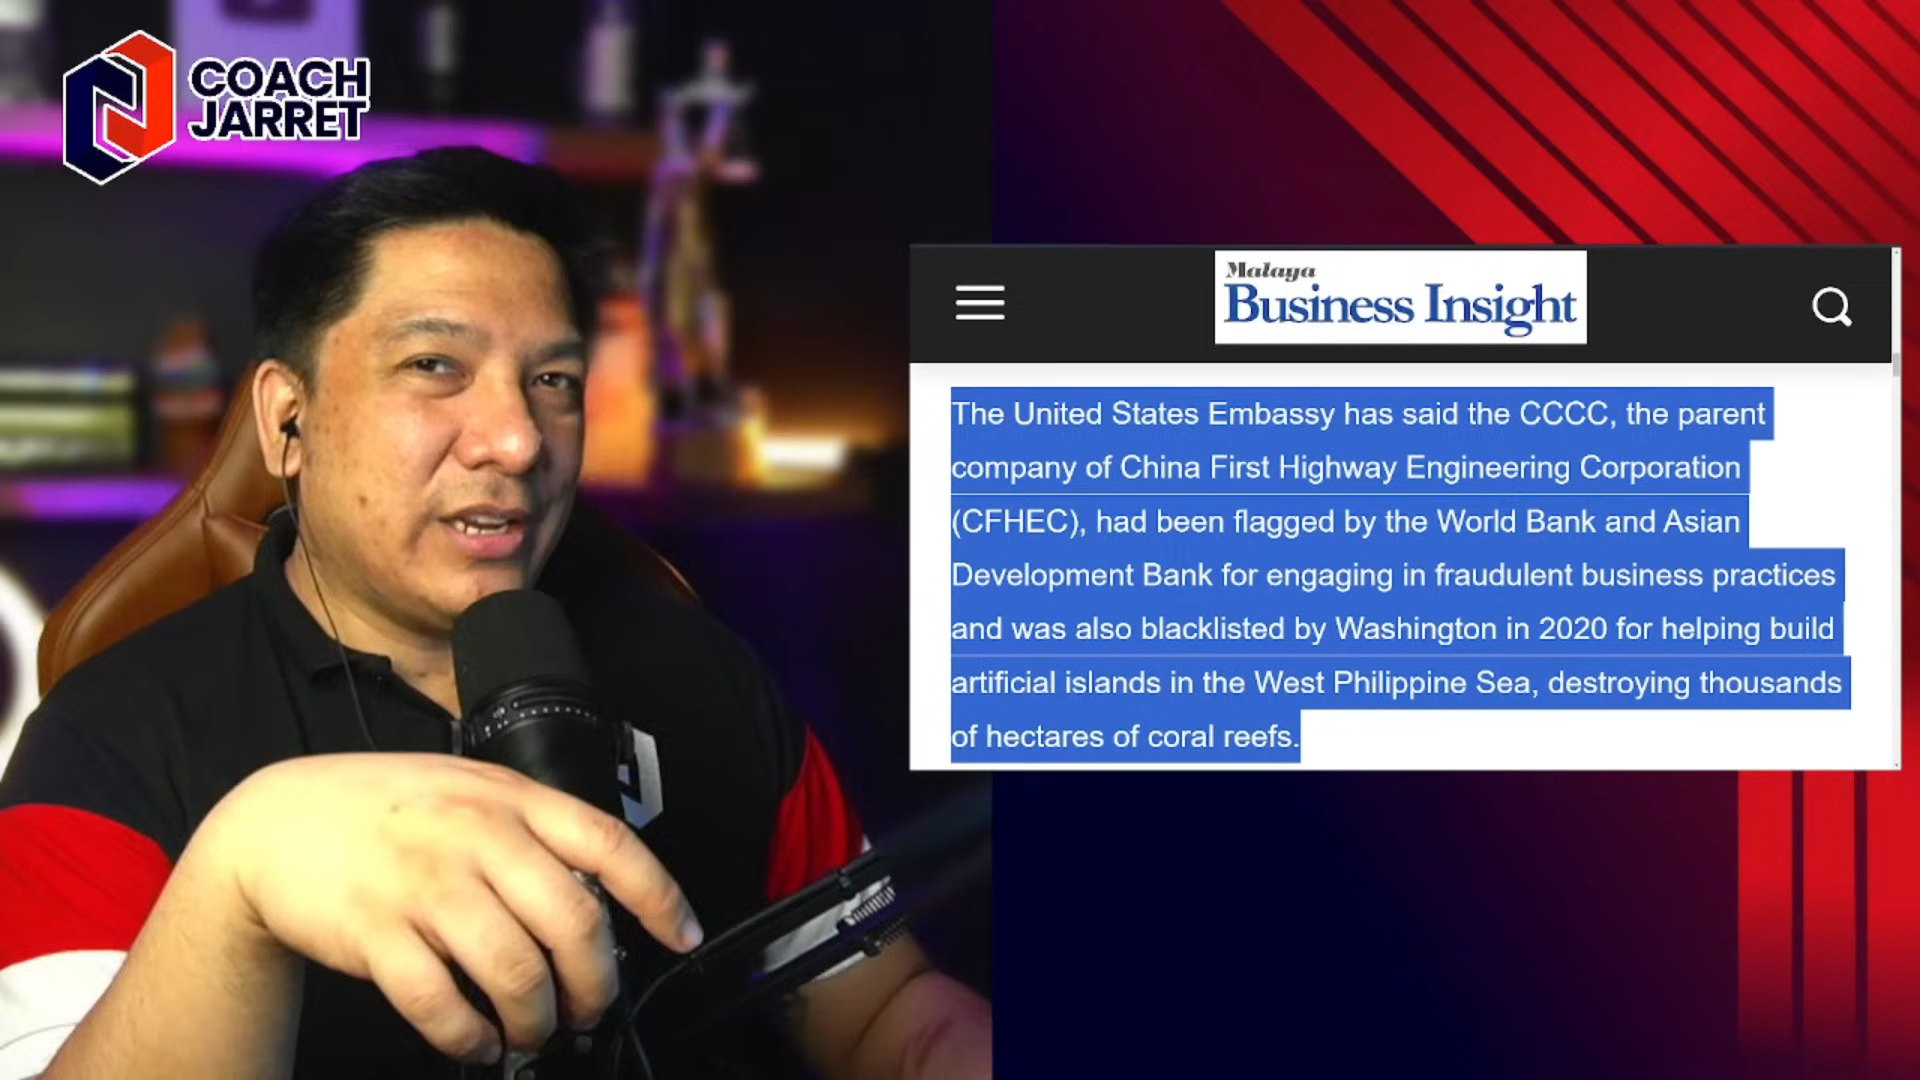 COACH
JARRET
Malaya
Business Insight
The United States Embassy has said the CCCC, the parent
company of China First Highway Engineering Corporation
(CFHEC), had been flagged by the World Bank and Asian
Development Bank for engaging in fraudulent business practices
and was also blacklisted by Washington in 2020 for helping build
artificial islands in the West Philippine Sea, destroying thousands
of hectares of coral reefs.